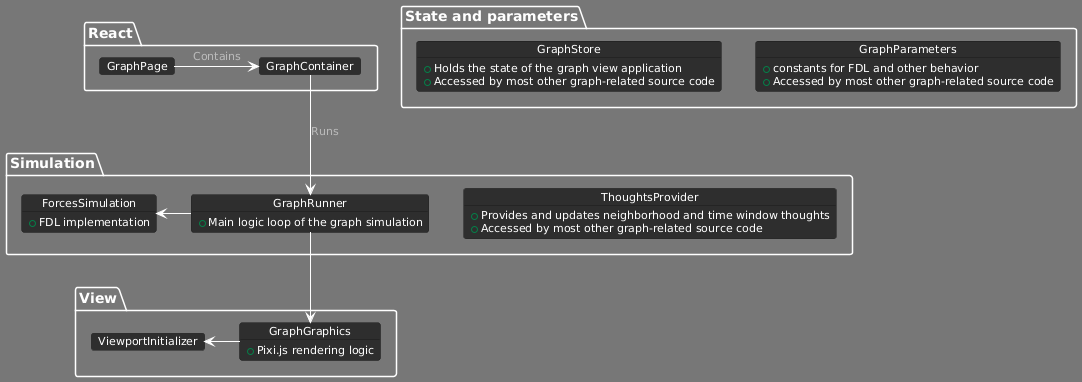 React
GraphPage
Contains
GraphContainer
State and parameters
GraphStore
Holds the state of the graph view application
Accessed by most other graph-related source code
GraphParameters
constants for FDL and other behavior
Accessed by most other graph-related source code
Runs
Simulation
ForcesSimulation
FDL implementation
GraphRunner
Main logic loop of the graph simulation
ThoughtsProvider
Provides and updates neighborhood and time window thoughts
Accessed by most other graph-related source code
View
ViewportInitializer
GraphGraphics
Pixi.js rendering logic